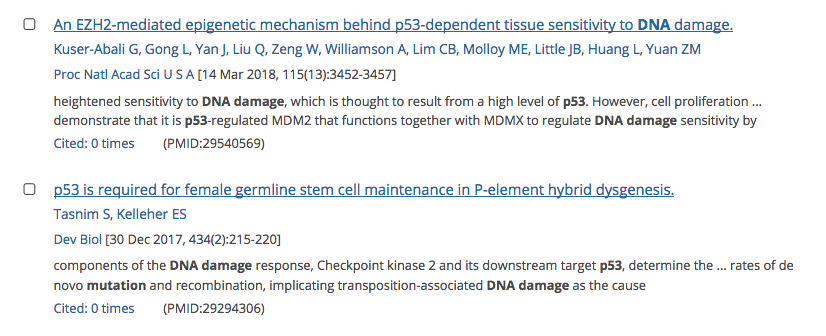 An EZH2-mediated epigenetic mechanism behind p53-dependent tissue sensitivity to DNA damage.
Kuser-Abali G, Gong L, Yan J, Liu Q, Zeng W, Williamson A, Lim CB, Molloy ME, Little JB, Huang L, Yuan ZM
Proc Natl Acad Sci U S A [14 Mar 2018, 115(13):3452-3457]
heightened sensitivity to DNA damage, which is thought to result from a high level of p53. However, cell proliferation ...
demonstrate that it is p53-regulated MDM2 that functions together with MDMX to regulate DNA damage sensitivity by
Cited: 0 times (PMID:29540569)
p53 is required for female germline stem cell maintenance in P-element hybrid dysgenesis.
Tasnim S, Kelleher ES
Dev Biol [30 Dec 2017, 434(2):215-220]
components of the DNA damage response, Checkpoint kinase 2 and its downstream target p53, determine the ... rates of de
novo mutation and recombination, implicating transposition-associated DNA damage as the cause
Cited: 0 times (PMID:29294306)